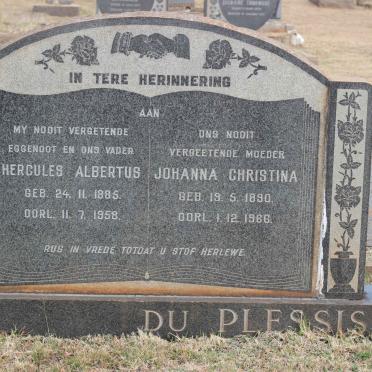 IN TERE HERINNERING
AAN
MY NOOIT VERGETENDE
EGGENOOT EN ONS VADER
HERCULES ALBERTUS
GEB. 24. 11. 1885.
OORL. 11. 7. 1958.
ONS NOOIT
VERGEETENDE MOEDER
JOHANNA CHRISTINA
GEB. 19. 5. 1890.
OORL. 1. 12. 1966.
RUS IN VREDE TOTDAT U STOF HERLEWE.
DU PLESSIS